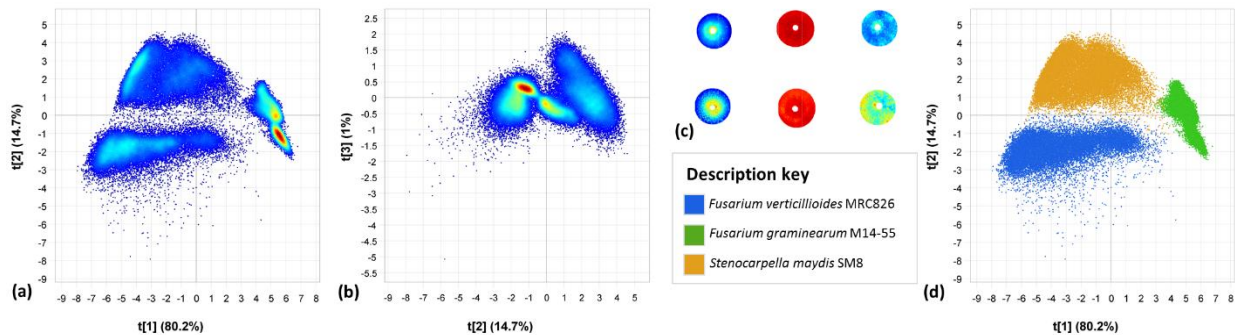 5
4
3
2
1
0
-1
-2
-3
-4
-5
-6
-7
-8
-9
t[2] (14.7%)
-9 -8 -7 -6 -5 -4 -3 -2 -1 0 1 2 3 4 5 6 7 8
t[1] (80.2%)
(a)
2.5
2
1.5
1
0.5
0
-0.5
-1
-1.5
-2
-2.5
-3
-3.5
-4
-4.5
-5
-5.5
t[3] (1%)
-9 -8 -7 -6 -5 -4 -3 -2 -1 0 1 2 3 4 5
t[2] (14.7%)
(b)
(c)
Description key
Fusarium verticillioides MRC826
Fusarium graminearum M14-55
Stenocarpella maydis SM8
5
4
3
2
1
0
-1
-2
-3
-4
-5
-6
-7
-8
-9
t[2] (14.7%)
-9 -8 -7 -6 -5 -4 -3 -2 -1 0 1 2 3 4 5 6 7 8
t[1] (80.2%)
(d)